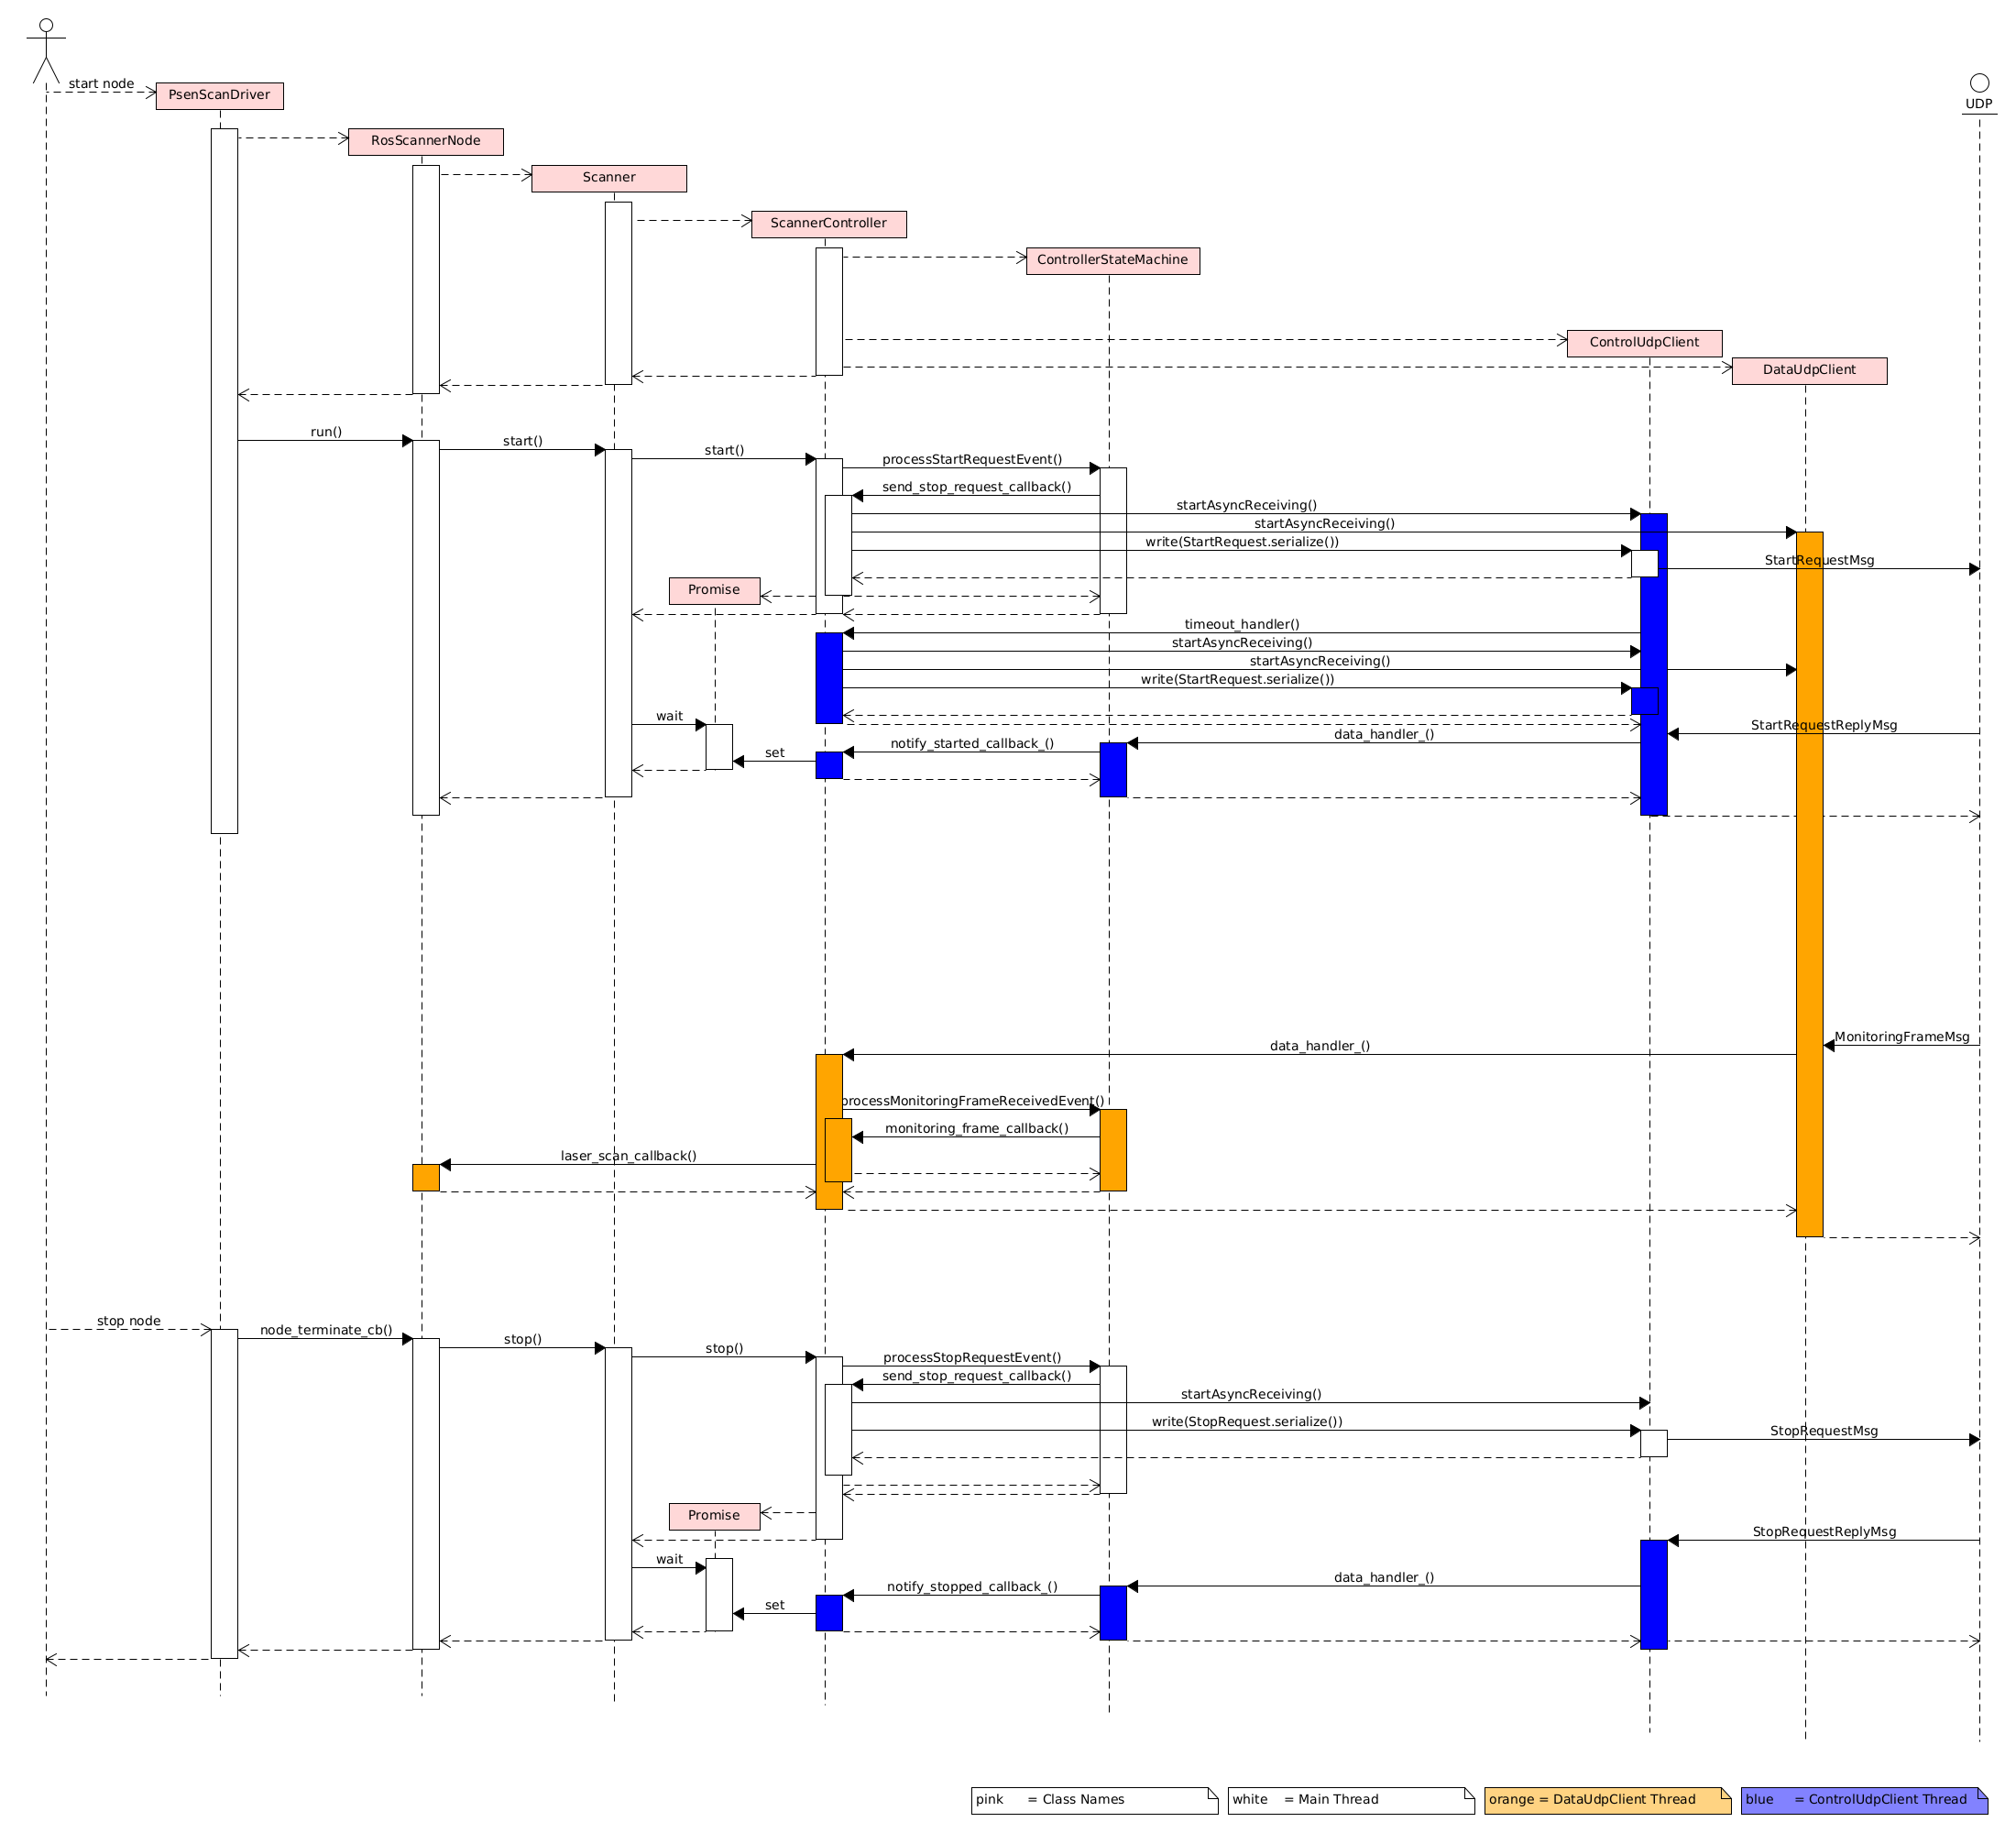 start node
PsenScanDriver
UDP
RosScannerNode
Scanner
ScannerController
ControllerStateMachine
ControlUdpClient
DataUdpClient
run()
start()
start()
processStartRequestEvent()
send_stop_request_callback()
startAsyncReceiving()
startAsyncReceiving()
write(StartRequest.serialize())
StartRequestMsg
Promise
timeout_handler()
startAsyncReceiving()
startAsyncReceiving()
write(StartRequest.serialize())
wait
StartRequestReplyMsg
data_handler_()
notify_started_callback_()
set
MonitoringFrameMsg
data_handler_()
processMonitoringFrameReceivedEvent()
monitoring_frame_callback()
laser_scan_callback()
stop node
node_terminate_cb()
stop()
stop()
processStopRequestEvent()
send_stop_request_callback()
startAsyncReceiving()
write(StopRequest.serialize())
StopRequestMsg
Promise
StopRequestReplyMsg
wait
data_handler_()
notify_stopped_callback_()
set
pink = Class Names
white = Main Thread
orange = DataUdpClient Thread
blue = ControlUdpClient Thread